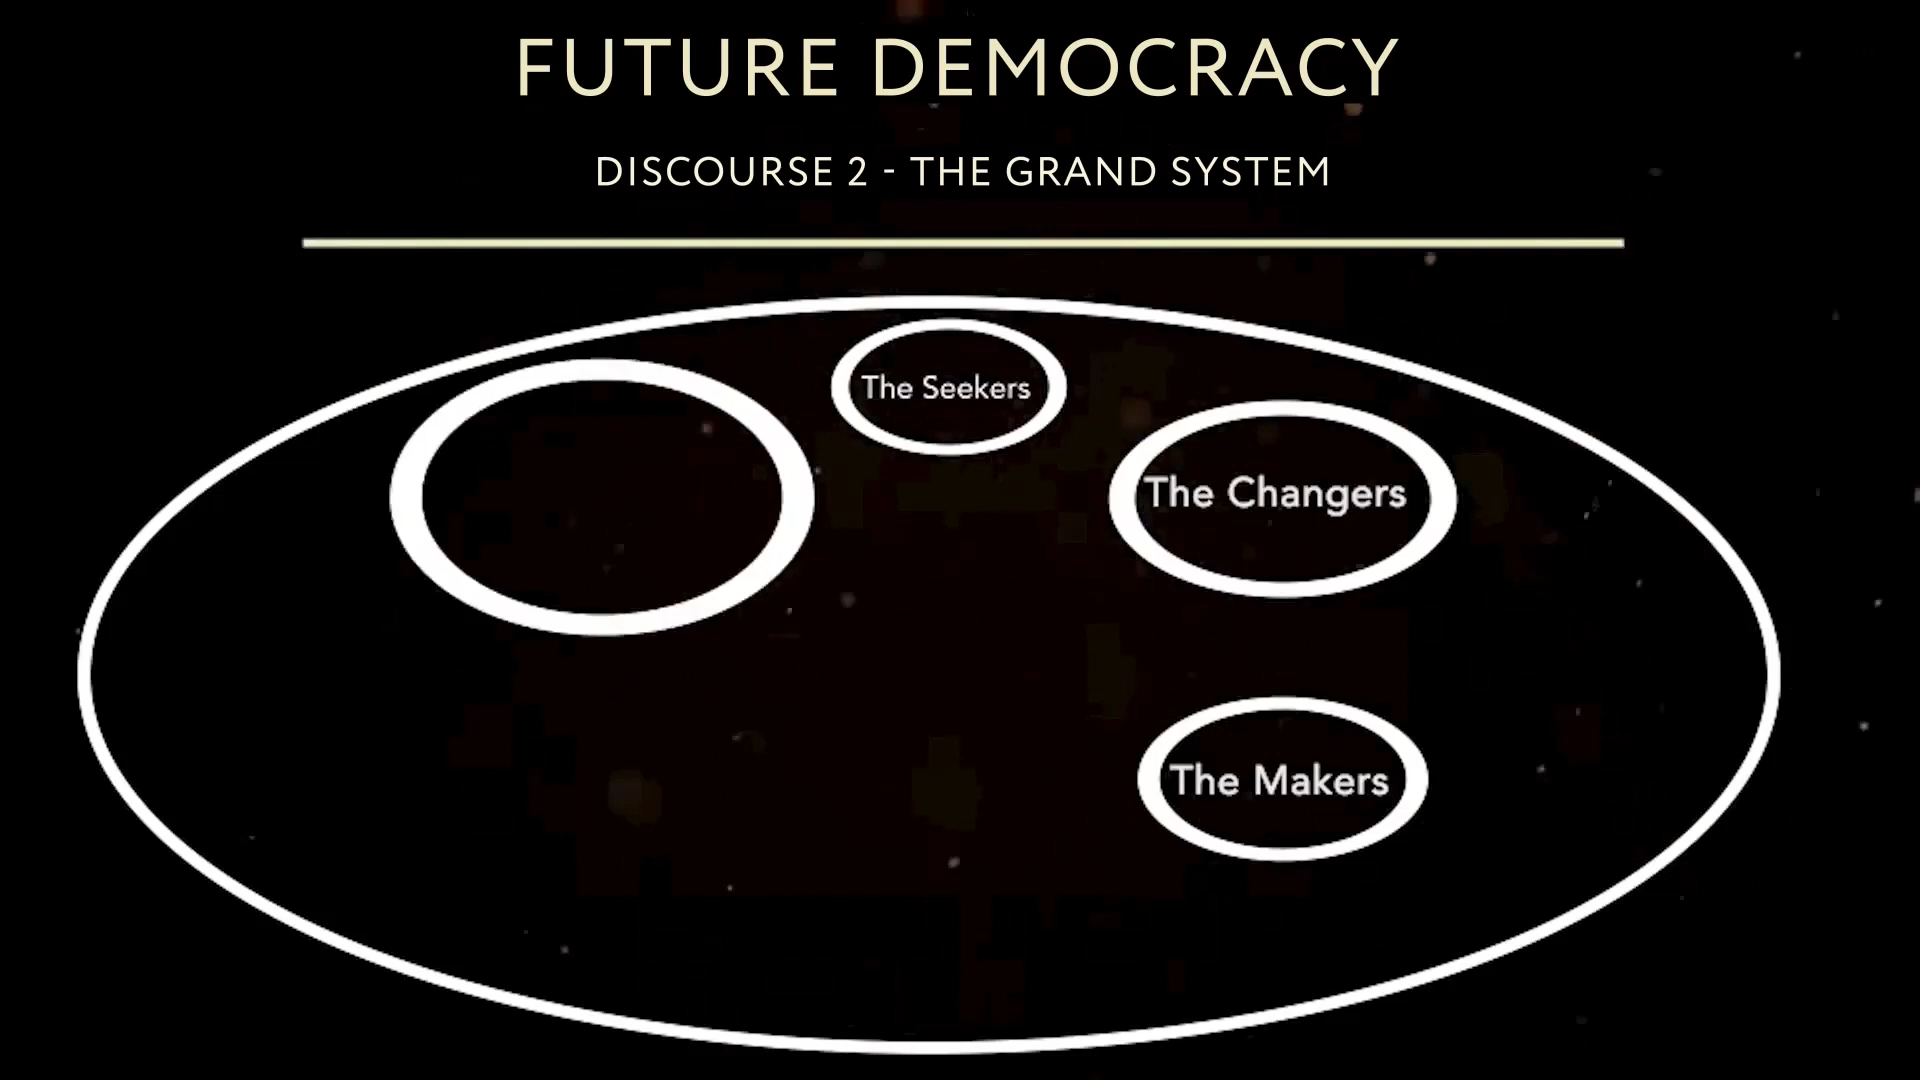 FUTURE DEMOCRACY
DISCOURSE 2 - THE GRAND SYSTEM
The Seekers
The Changers
The Makers